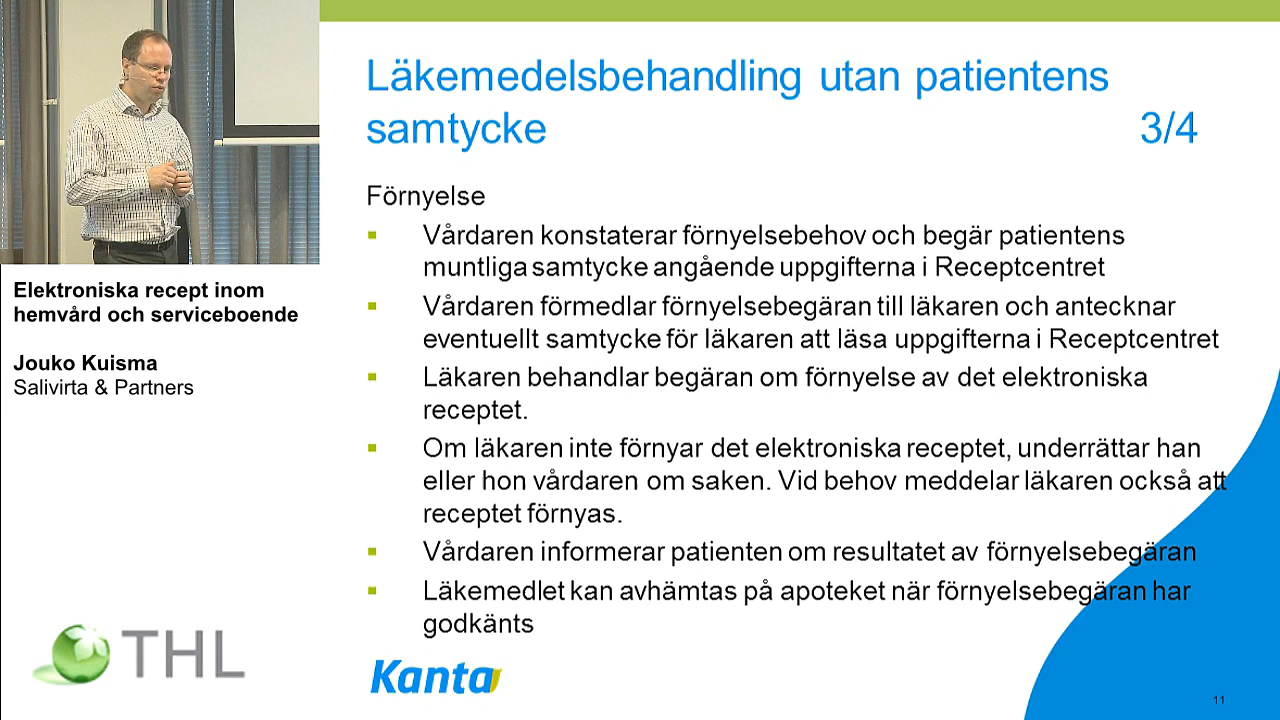 Läkemedelsbehandling utan patientens
samtycke 3/4
Förnyelse
▪ Vårdaren konstaterar förnyelsebehov och begär patientens
muntliga samtycke angående uppgifterna i Receptcentret
▪ Vårdaren förmedlar förnyelsebegäran till läkaren och antecknar
eventuellt samtycke för läkaren att läsa uppgifterna i Receptcentret
▪ Läkaren behandlar begäran om förnyelse av det elektroniska
receptet.
▪ Om läkaren inte förnyar det elektroniska receptet, underrättar han
eller hon vårdaren om saken. Vid behov meddelar läkaren också att
receptet förnyas.
▪ Vårdaren informerar patienten om resultatet av förnyelsebegäran
▪ Läkemedlet kan avhämtas på apoteket när förnyelsebegäran har
godkänts
Elektroniska recept inom
hemvård och serviceboende
Jouko Kuisma
Salivirta & Partners
THL
Kanta
11